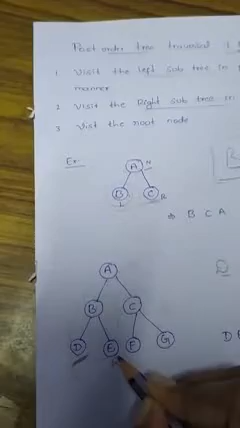 Post order tree traversal
1. Visit the left sub tree in
manner
2 Visit the Right sub tree in
3 Visit the root node
Ex:-
A N
B C
L R
⇒ B C A
A
B C
D
D E F G
D